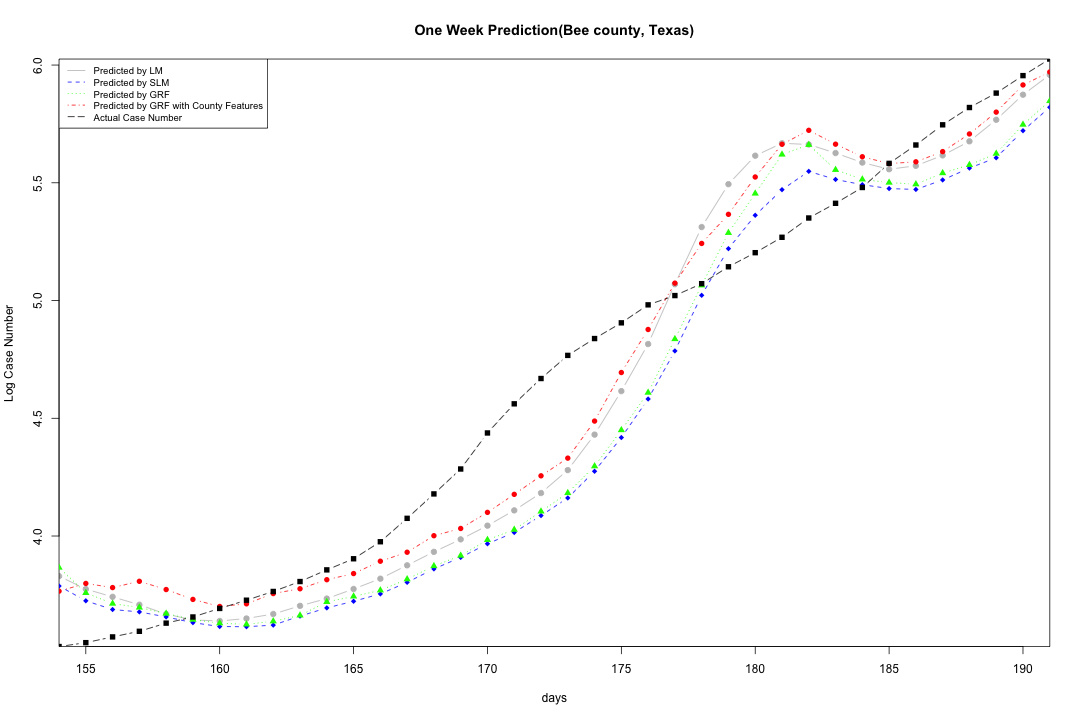 One Week Prediction(Bee county, Texas)
Predicted by LM
Predicted by SLM
Predicted by GRF
Predicted by GRF with County Features
Actual Case Number
Log Case Number
6.0
5.5
5.0
4.5
4.0
155 160 165 170 175 180 185 190
days